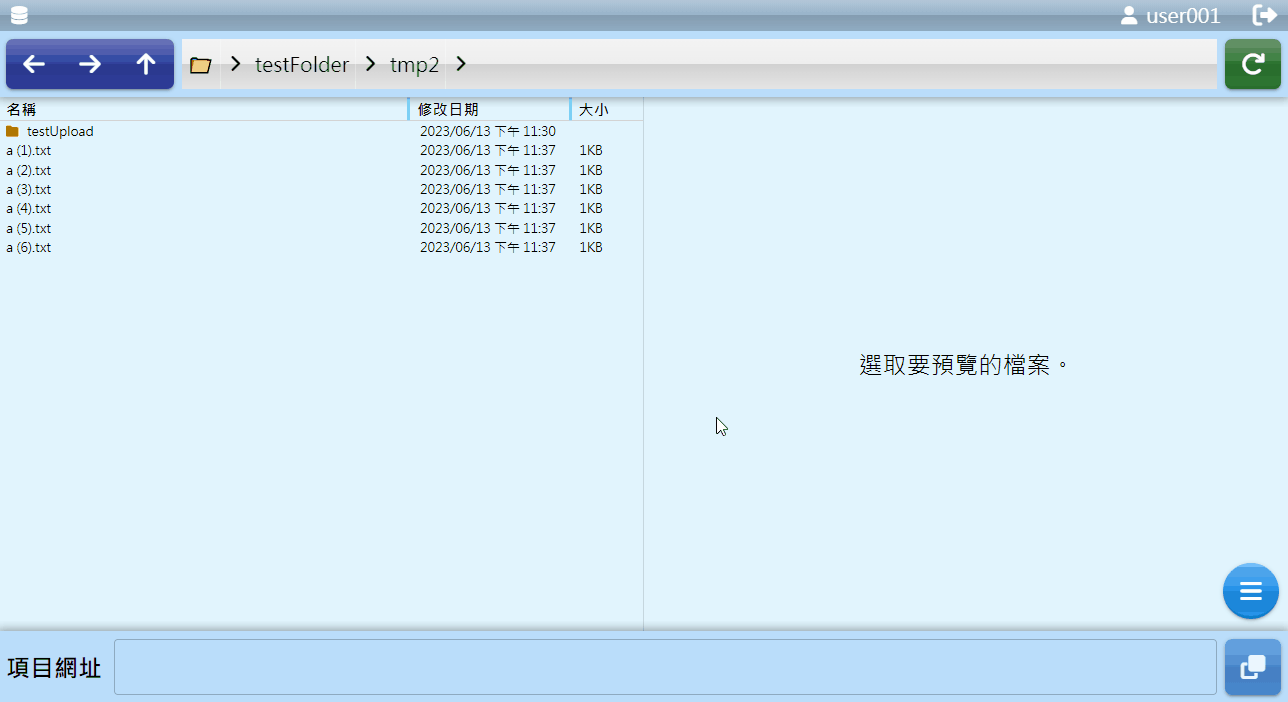 user001
testFolder tmp2
名稱 修改日期 大小
testUpload 2023/06/13 下午 11:30
a (1).txt 2023/06/13 下午 11:37 1KB
a (2).txt 2023/06/13 下午 11:37 1KB
a (3).txt 2023/06/13 下午 11:37 1KB
a (4).txt 2023/06/13 下午 11:37 1KB
a (5).txt 2023/06/13 下午 11:37 1KB
a (6).txt 2023/06/13 下午 11:37 1KB
選取要預覽的檔案。
項目網址